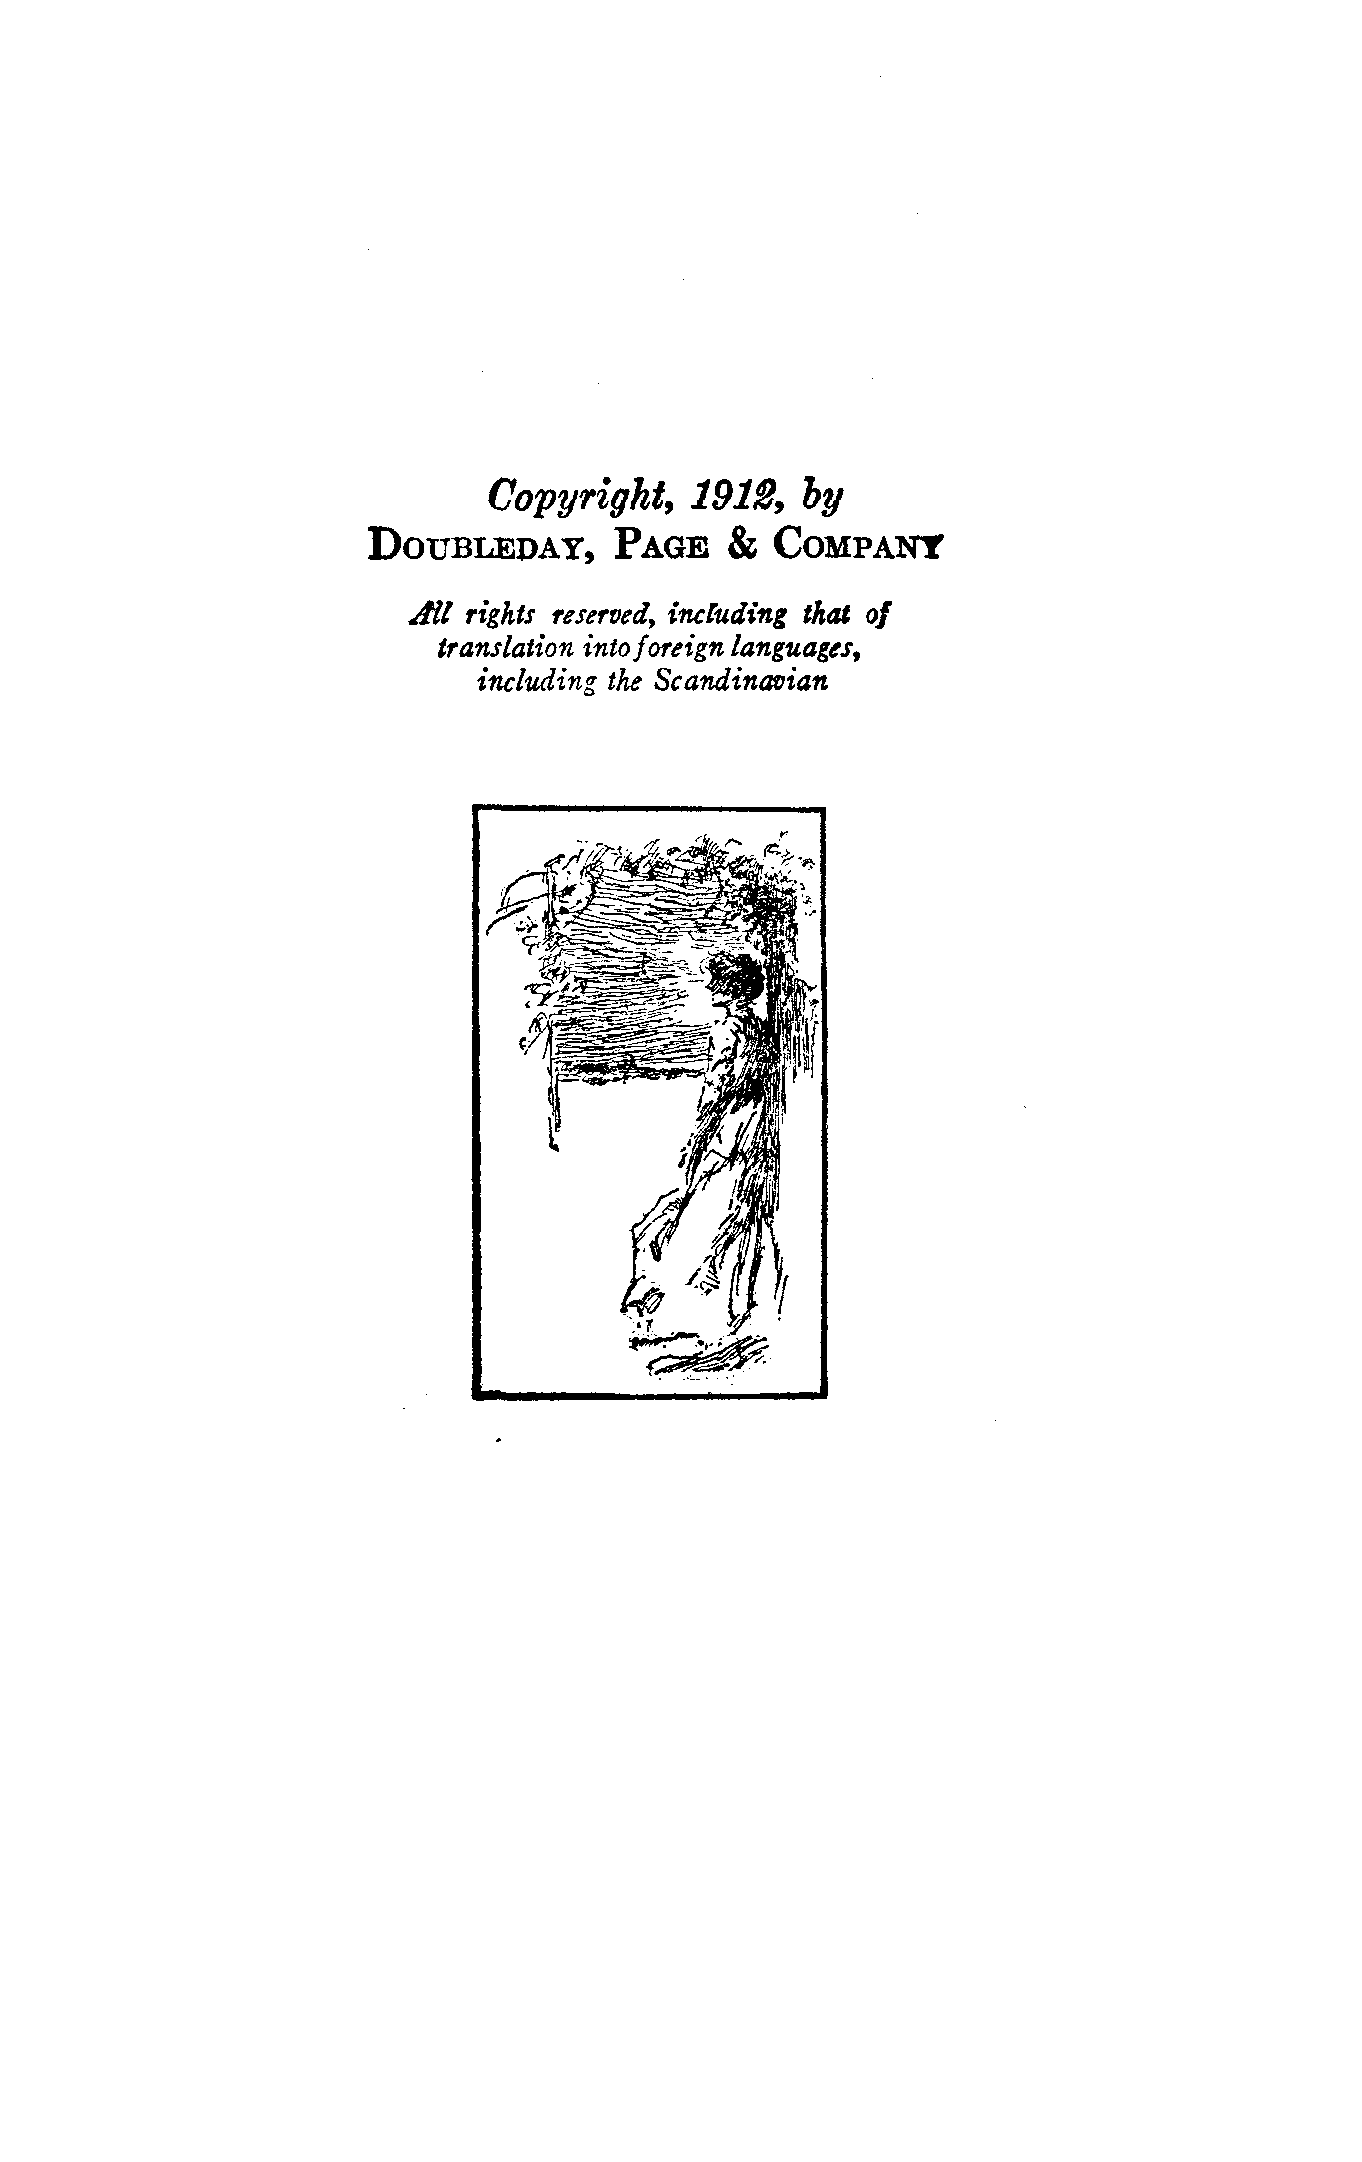 Copyright, 1912, by
DOUBLEDAY, PAGE & COMPANY
All rights reserved, including that of
translation into foreign languages,
including the Scandinavian